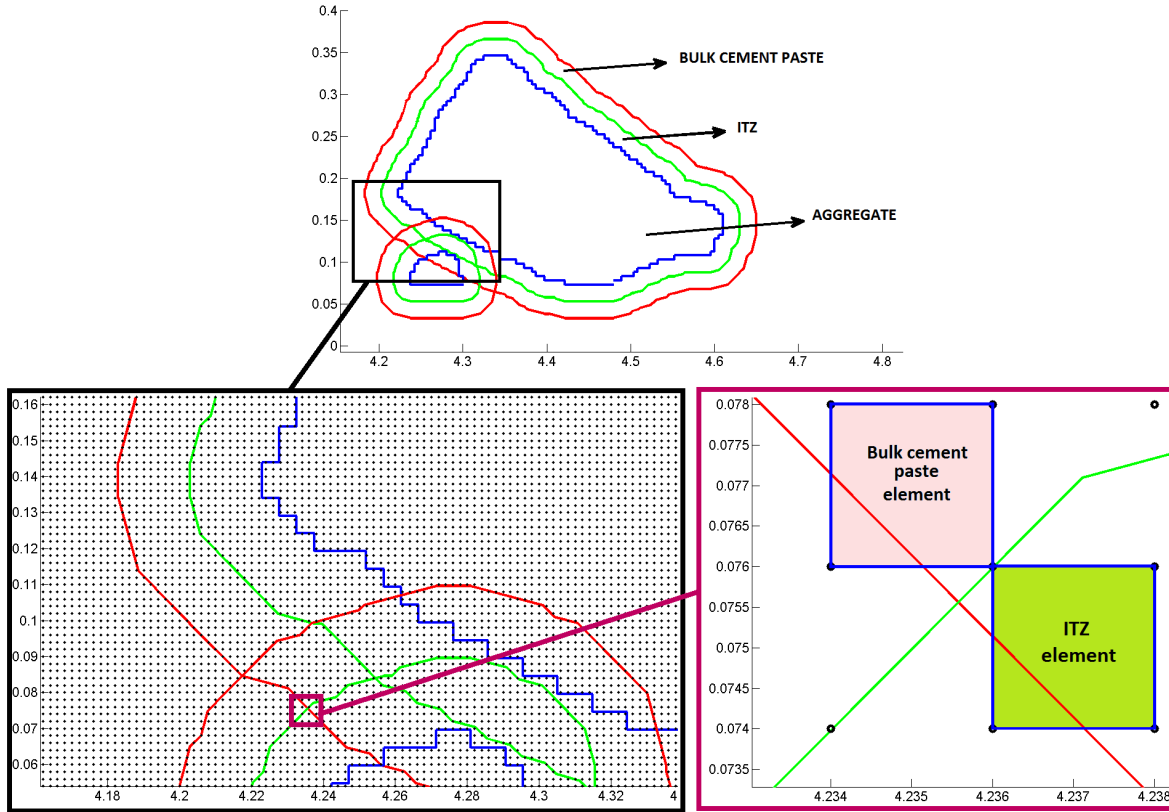 0.4
0.35
0.3
0.25
0.2
0.15
0.1
0.05
0
4.2 4.3 4.4 4.5 4.6 4.7 4.8
BULK CEMENT PASTE
ITZ
AGGREGATE
0.16
0.15
0.14
0.13
0.12
0.11
0.1
0.09
0.08
0.07
0.06
4.18 4.2 4.22 4.24 4.26 4.28 4.3 4.32 4
0.078
0.0775
0.077
0.0765
0.076
0.0755
0.075
0.0745
0.074
0.0735
4.234 4.235 4.236 4.237 4.238
Bulk cement
paste
element
ITZ
element